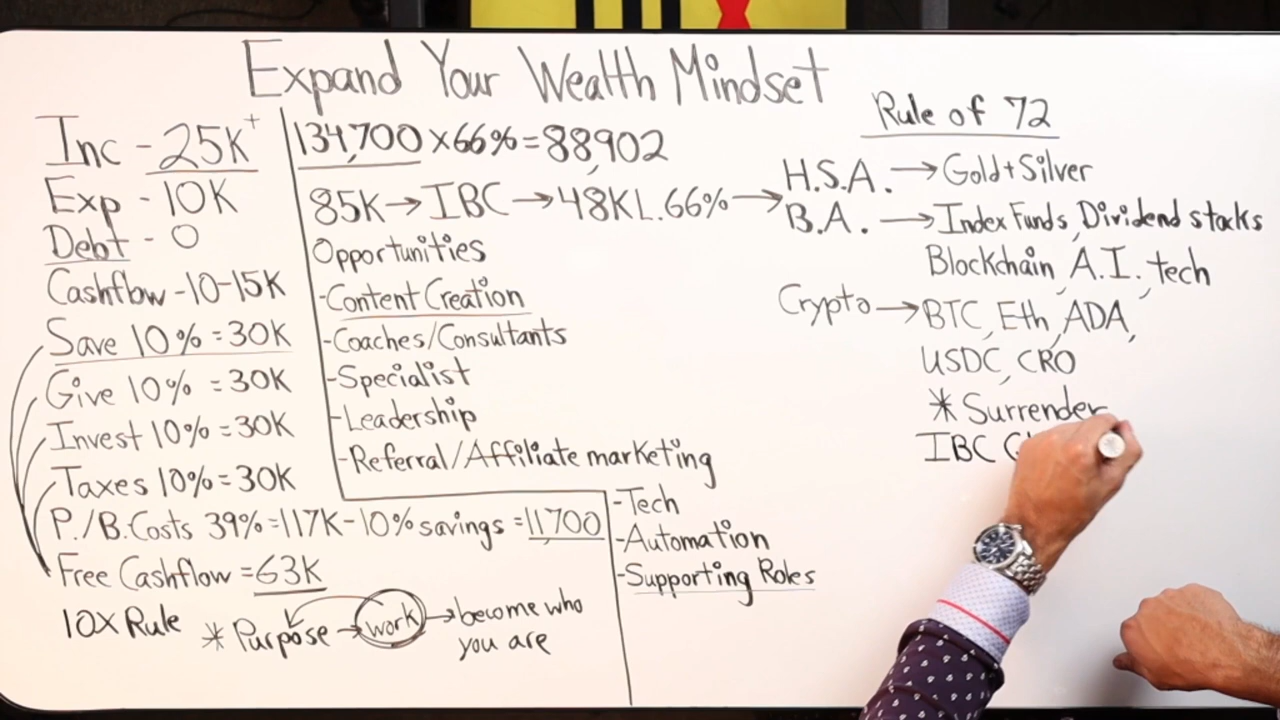 Expand Your Wealth Mindset
Inc - 25K+
Exp - 10K
Debt - 0
Cashflow - 10-15K
Save 10% = 30K
Give 10% = 30K
Invest 10% = 30K
Taxes 10% = 30K
P./B. Costs 39% = 117K - 10% savings = 11,700
Free Cashflow = 63K
10X Rule
* Purpose → work → become who
you are
134,700 x 66% = 88,902
85K → IBC → 48K L. 66% →
Opportunities
- Content Creation
- Coaches/Consultants
- Specialist
- Leadership
- Referral/Affiliate marketing
- Tech
- Automation
- Supporting Roles
Rule of 72
H.S.A. → Gold + Silver
B.A. → Index Funds, Dividend stocks
Blockchain, A.I., tech
Crypto → BTC, Eth, ADA,
USDC, CRO
* Surrender
IBC